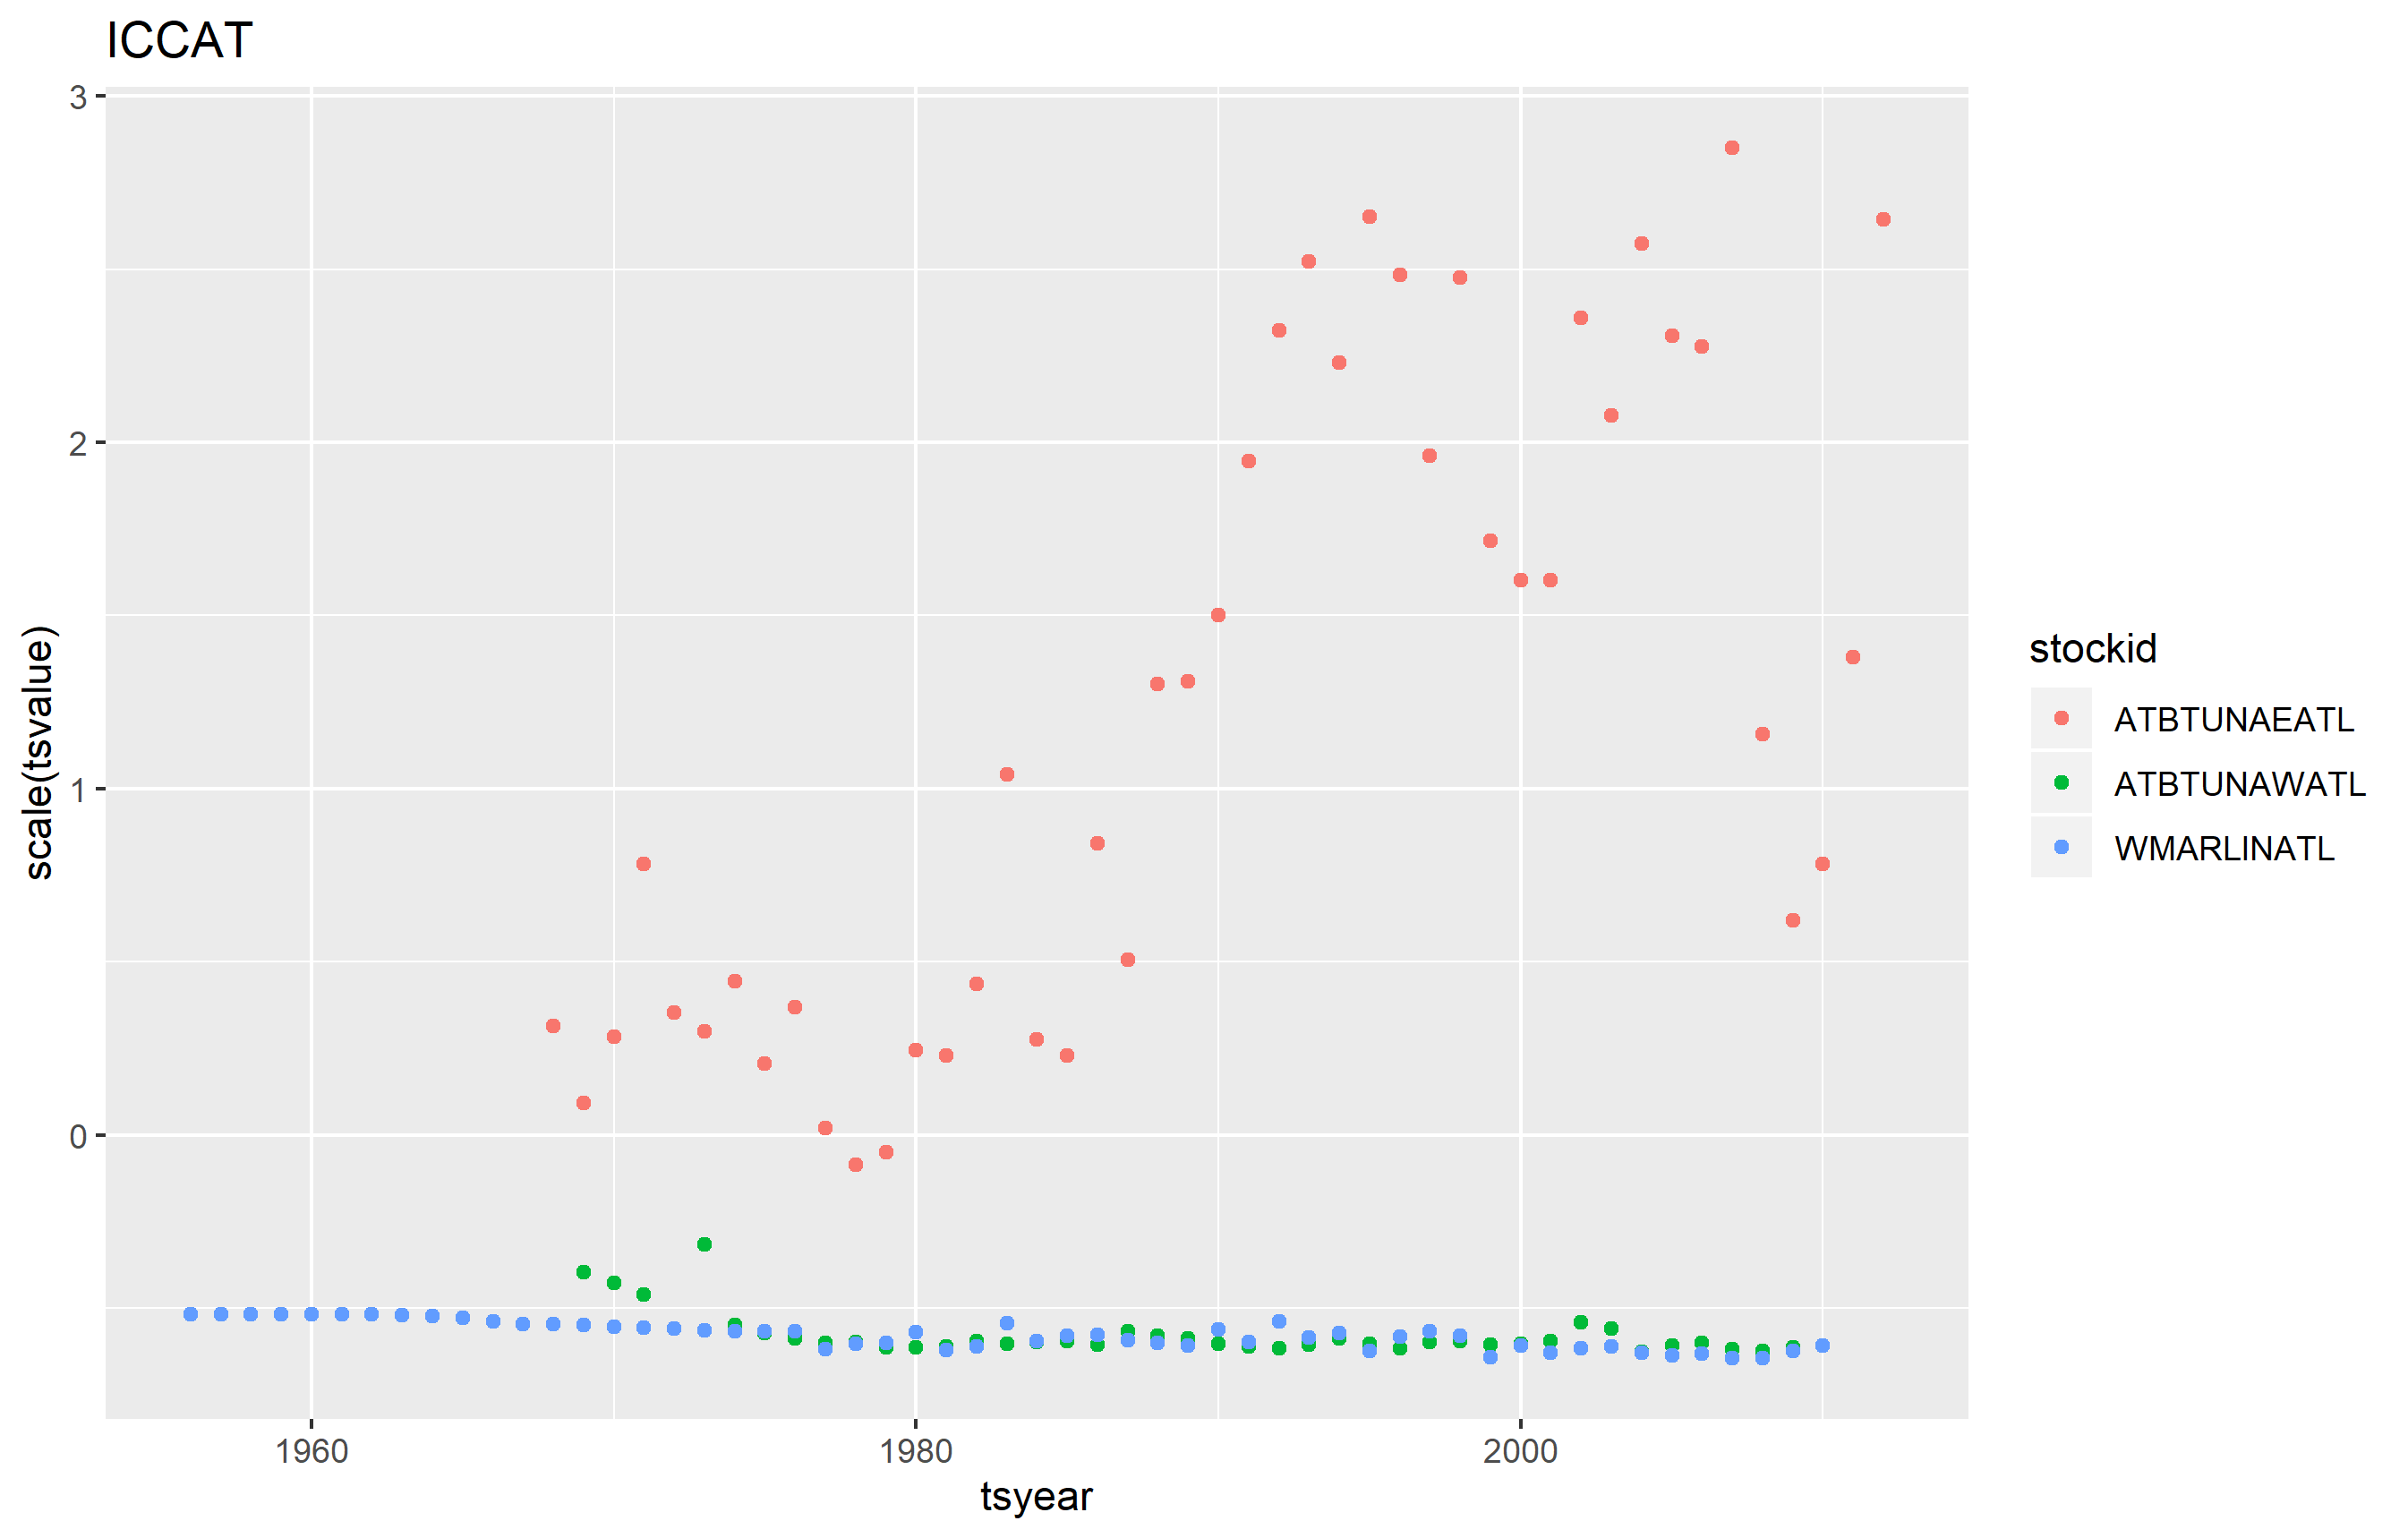 ICCAT
3
2
1
0
scale(tsvalue)
1960
1980
2000
tsyear
stockid
ATBTUNAEATL
ATBTUNAWATL
WMARLINATL